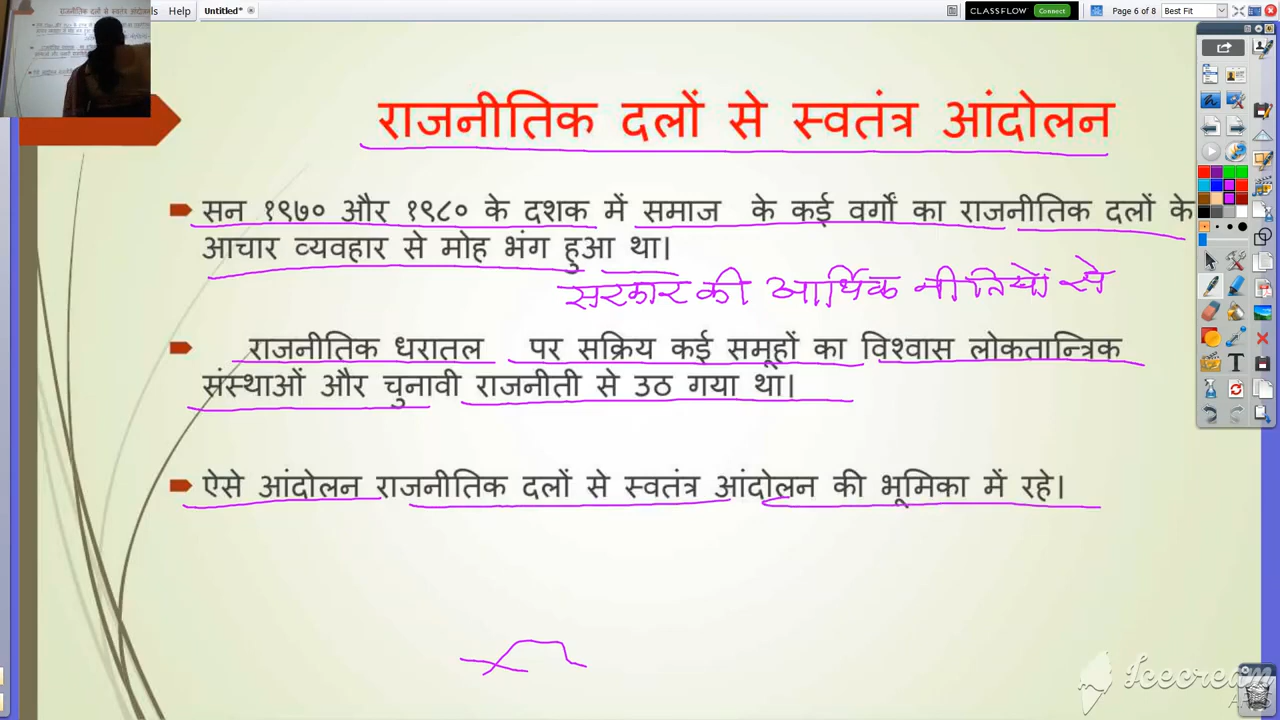 Help Untitled* CLASSFLOW Connect Page 6 of 8 Best Fit
राजनीतिक दलों से स्वतंत्र आंदोलन
सन १९७० और १९८० के दशक में समाज के कई वर्गों का राजनीतिक दलों के
आचार व्यवहार से मोह भंग हुआ था।
सरकार की आर्थिक नीतियों से
राजनीतिक धरातल पर सक्रिय कई समूहों का विश्वास लोकतान्त्रिक
संस्थाओं और चुनावी राजनीती से उठ गया था।
ऐसे आंदोलन राजनीतिक दलों से स्वतंत्र आंदोलन की भूमिका में रहे।
Icecream
APPS